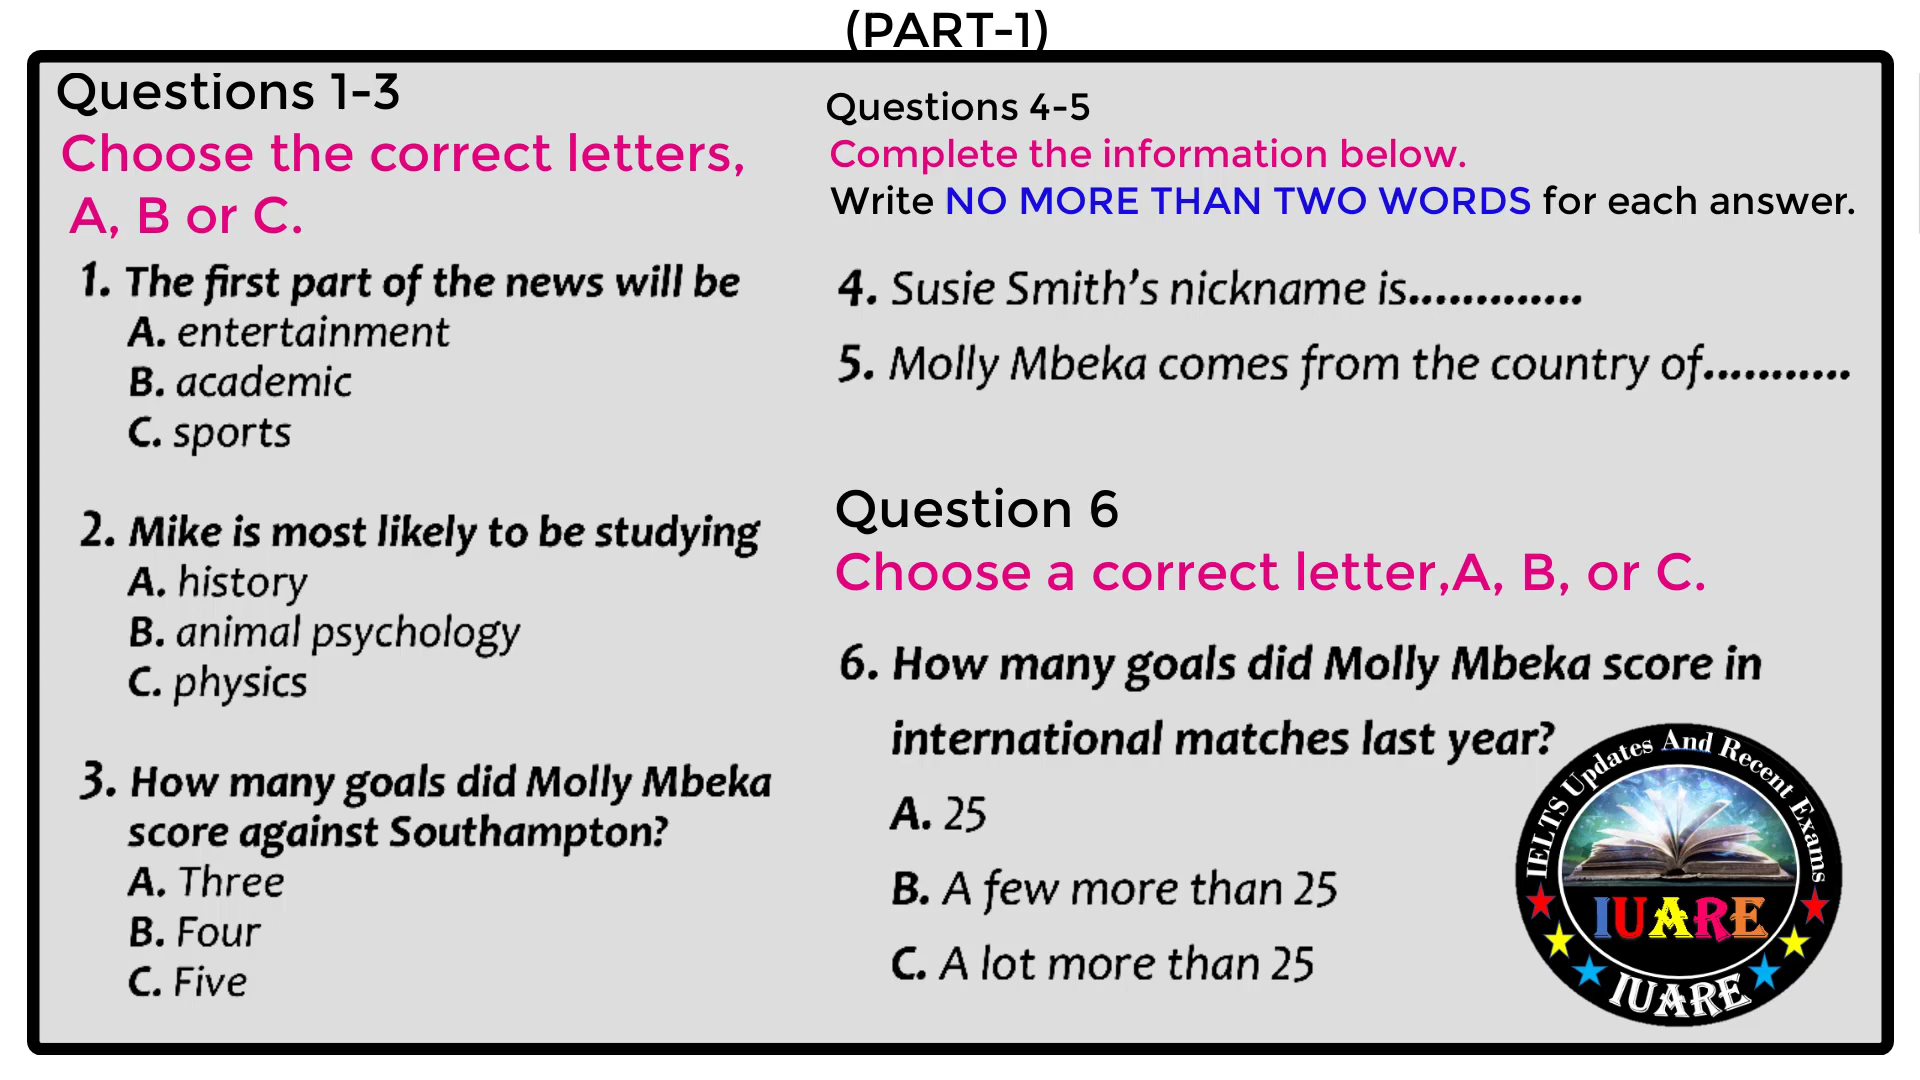 (PART-1)
Questions 1-3
Choose the correct letters,
A, B or C.
1. The first part of the news will be
A. entertainment
B. academic
C. sports
2. Mike is most likely to be studying
A. history
B. animal psychology
C. physics
3. How many goals did Molly Mbeka
score against Southampton?
A. Three
B. Four
C. Five
Questions 4-5
Complete the information below.
Write NO MORE THAN TWO WORDS for each answer.
4. Susie Smith's nickname is.............
5. Molly Mbeka comes from the country of...........
Question 6
Choose a correct letter,A, B, or C.
6. How many goals did Molly Mbeka score in
international matches last year?
A. 25
B. A few more than 25
C. A lot more than 25
IELTS Updates And Recent Exams
IUARE
IUARE